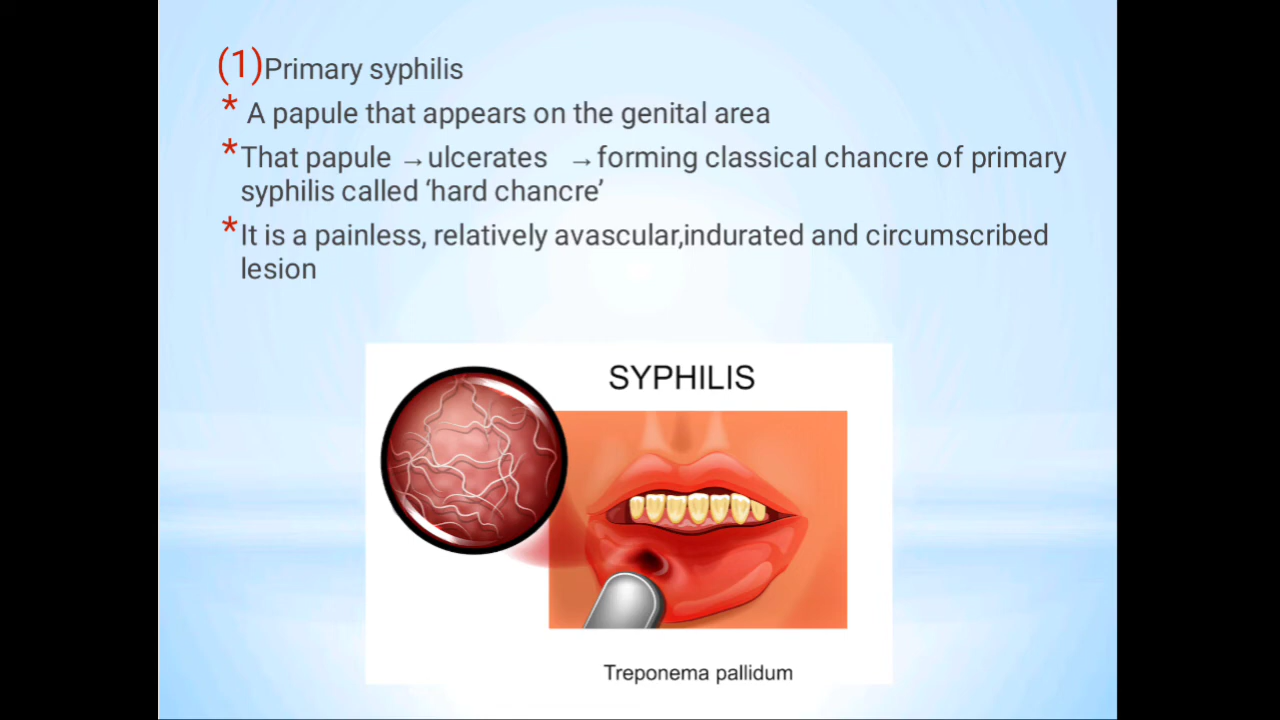 (1)Primary syphilis
* A papule that appears on the genital area
*That papule →ulcerates →forming classical chancre of primary
syphilis called ‘hard chancre’
*It is a painless, relatively avascular,indurated and circumscribed
lesion
SYPHILIS
Treponema pallidum